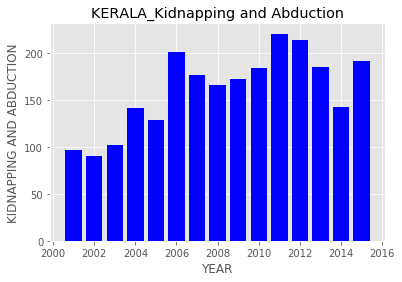 KERALA_Kidnapping and Abduction
KIDNAPPING AND ABDUCTION
200
150
100
50
0
2000 2002 2004 2006 2008 2010 2012 2014 2016
YEAR